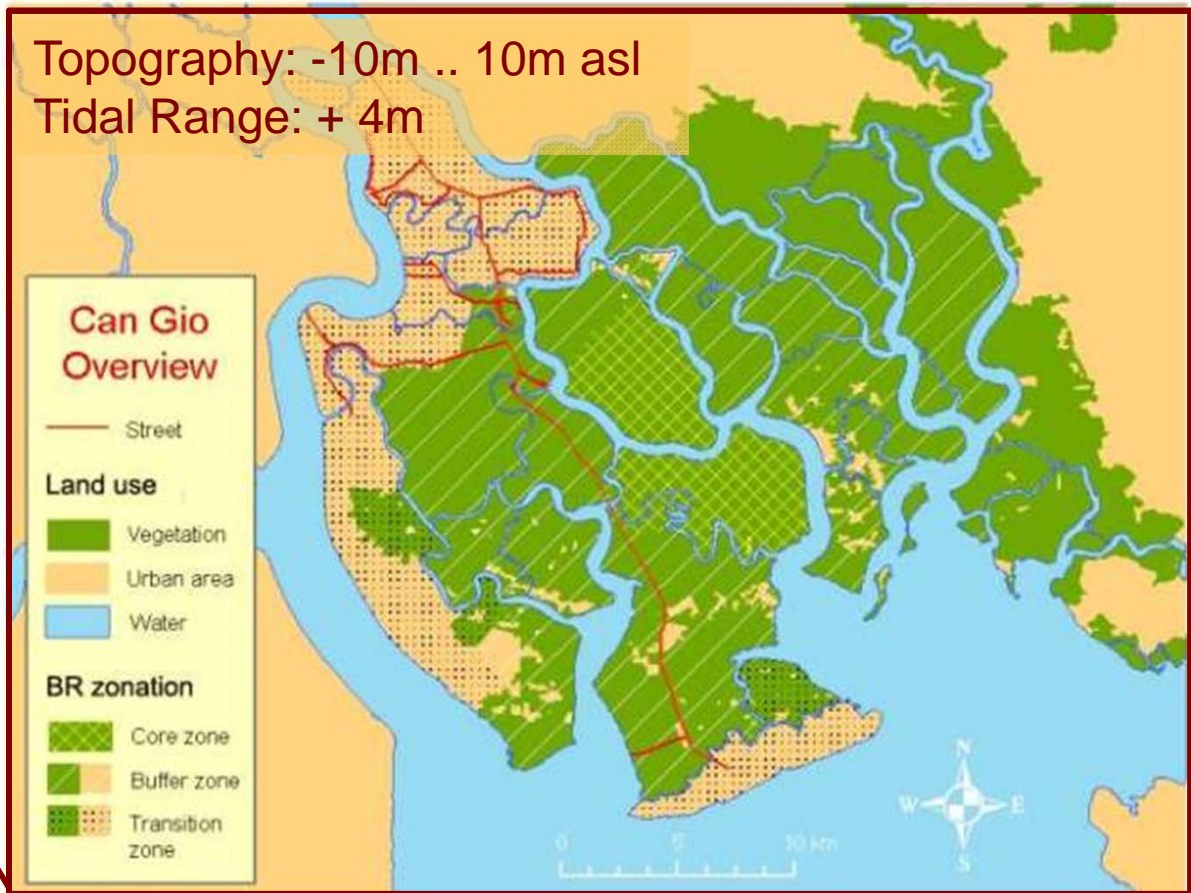 Topography: -10m .. 10m asl
Tidal Range: + 4m
Can Gio
Overview
Street
Land use
Vegetation
Urban area
Water
BR zonation
Core zone
Buffer zone
Transition
zone
N
W
E
S
0
5
10 km